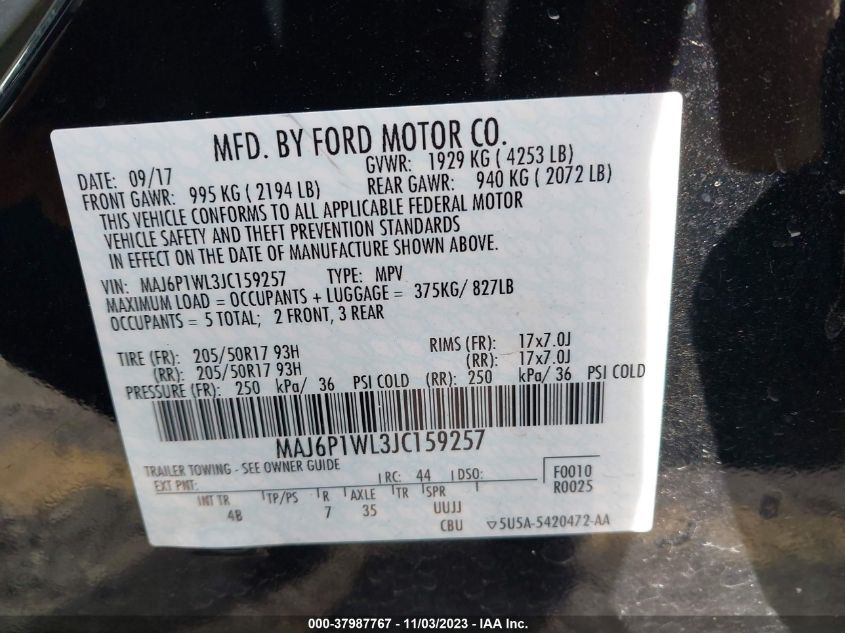 MFD. BY FORD MOTOR CO.
DATE: 09/17 GVWR: 1929 KG ( 4253 LB)
FRONT GAWR: 995 KG ( 2194 LB) REAR GAWR: 940 KG ( 2072 LB)
THIS VEHICLE CONFORMS TO ALL APPLICABLE FEDERAL MOTOR
VEHICLE SAFETY AND THEFT PREVENTION STANDARDS
IN EFFECT ON THE DATE OF MANUFACTURE SHOWN ABOVE.
VIN: MAJ6P1WL3JC159257 TYPE: MPV
MAXIMUM LOAD = OCCUPANTS + LUGGAGE = 375KG/ 827LB
OCCUPANTS = 5 TOTAL; 2 FRONT, 3 REAR
TIRE (FR): 205/50R17 93H RIMS (FR): 17x7.0J
(RR): 205/50R17 93H (RR): 17x7.0J
PRESSURE (FR): 250 kPa/ 36 PSI COLD (RR): 250 kPa/ 36 PSI COLD
MAJ6P1WL3JC159257
TRAILER TOWING - SEE OWNER GUIDE
EXT PNT: RC: 44 DSO: F0010
R0025
INT TR TP/PS R AXLE TR SPR
4B 7 35 UUJJ
CBU 5U5A-5420472-AA
000-37987767 - 11/03/2023 - IAA Inc.